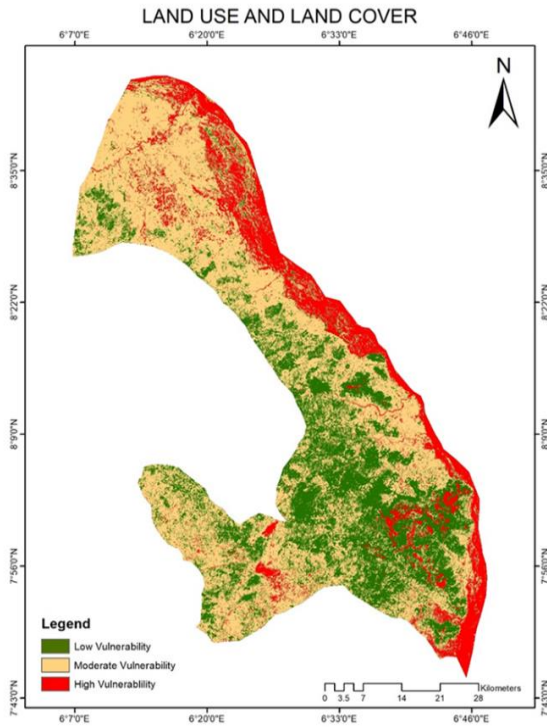 LAND USE AND LAND COVER
6°7'0"E 6°20'0"E 6°33'0"E 6°46'0"E
N
8°35'0"N 8°35'0"N
8°22'0"N 8°22'0"N
8°9'0"N 8°9'0"N
7°56'0"N 7°56'0"N
Legend
Low Vulnerability
Moderate Vulnerability
High Vulnerablility
0 3.5 7 14 21 28 Kilometers
7°43'0"N 7°43'0"N
6°7'0"E 6°20'0"E 6°33'0"E 6°46'0"E